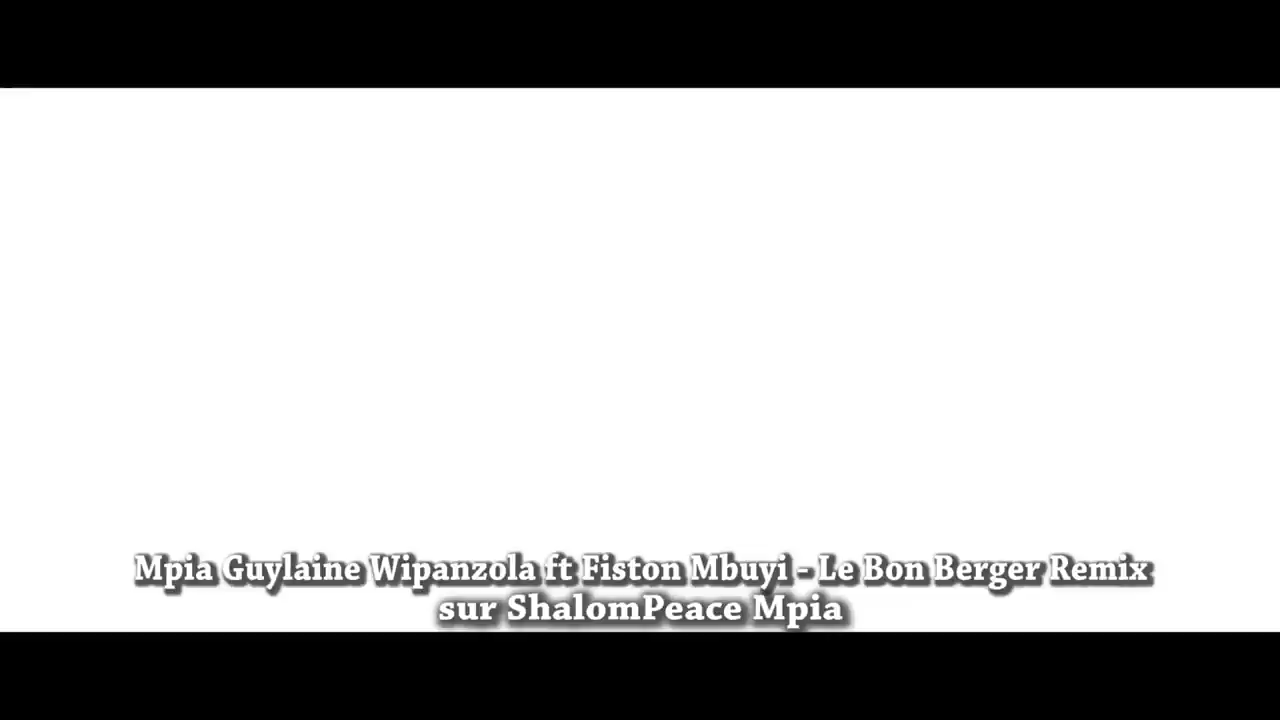 Mpia Guylaine Wipanzola ft Fiston Mbuyi - Le Bon Berger Remix
sur ShalomPeace Mpia